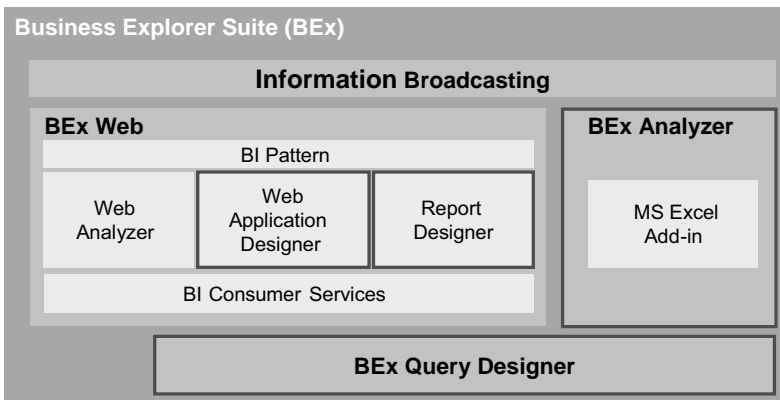 Business Explorer Suite (BEx)
Information Broadcasting
BEx Web
BEx Analyzer
BI Pattern
Web
Analyzer
Web
Application
Designer
Report
Designer
MS Excel
Add-in
BI Consumer Services
BEx Query Designer